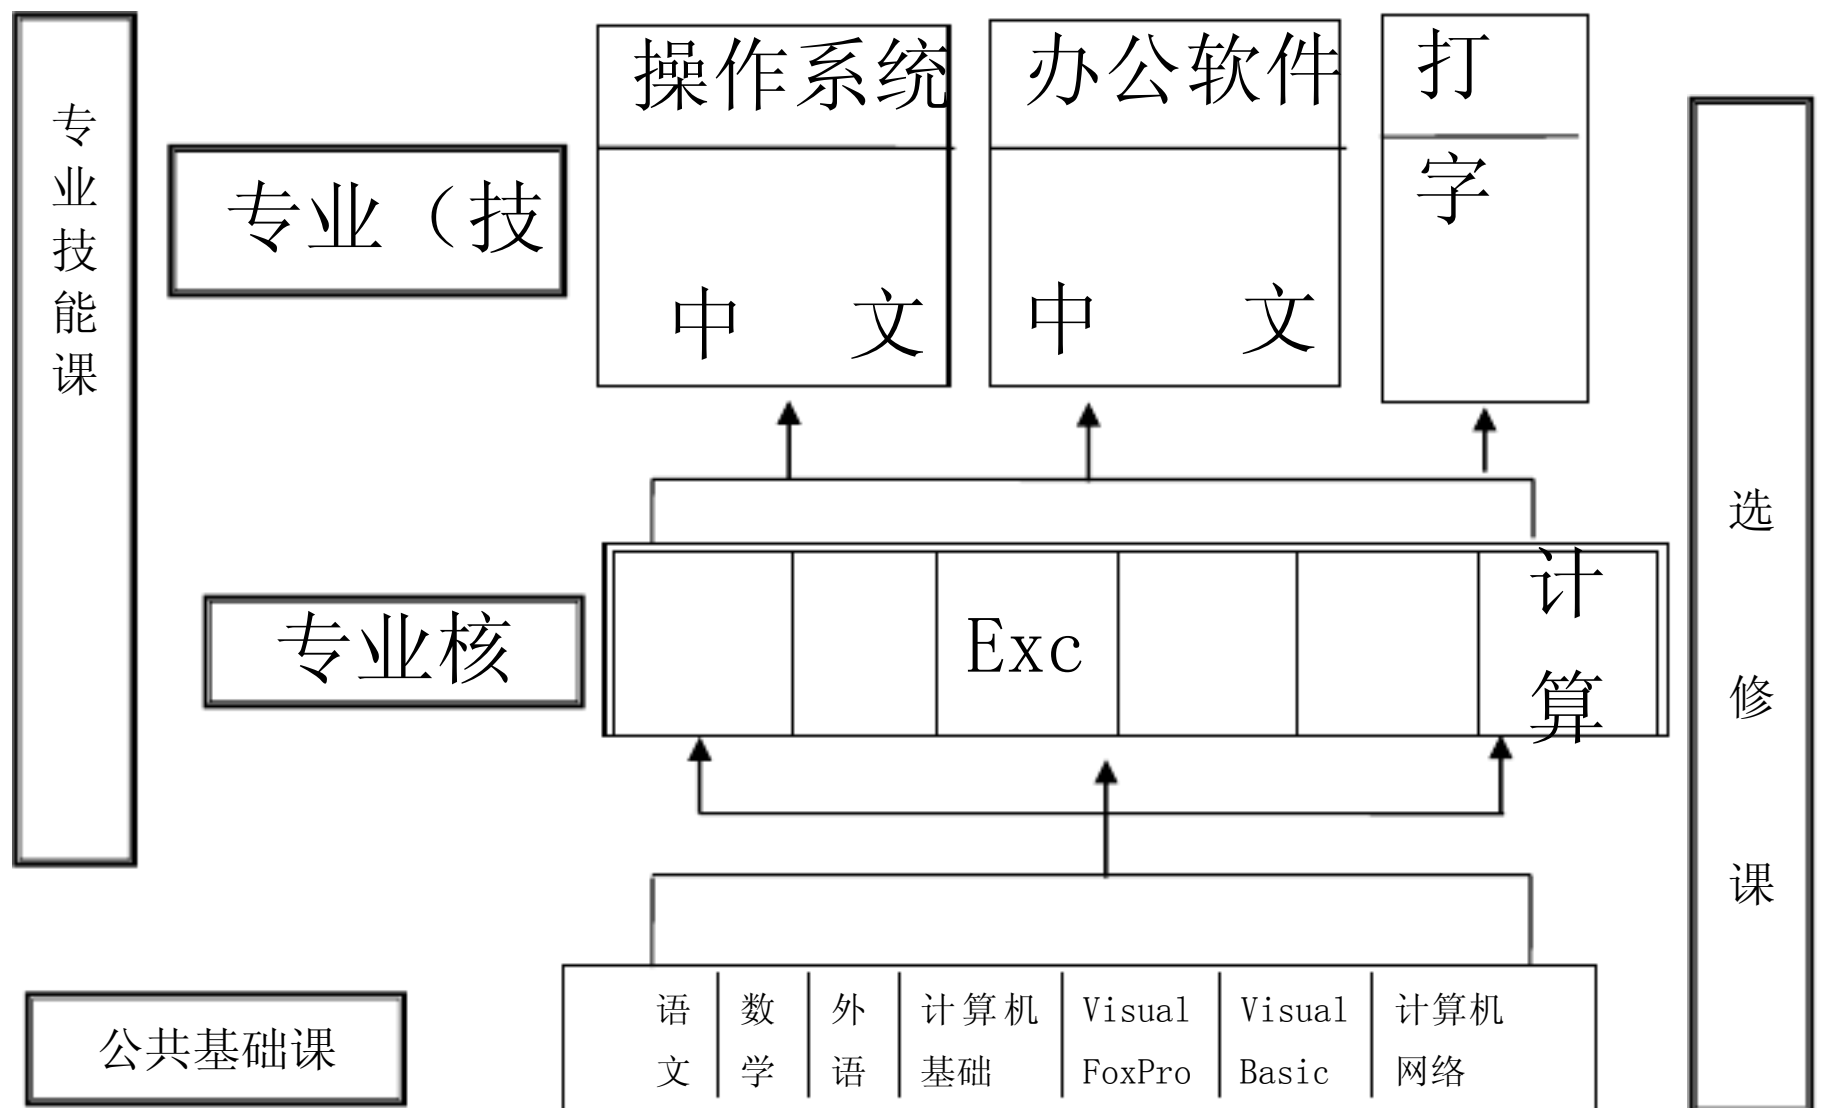 专业技能课
专业（技
操作系统
中 文
办公软件
中 文
打
字
选修课
专业核
Exc
计
算
公共基础课
语文
数学
外语
计算机
基础
Visual
FoxPro
Visual
Basic
计算机
网络